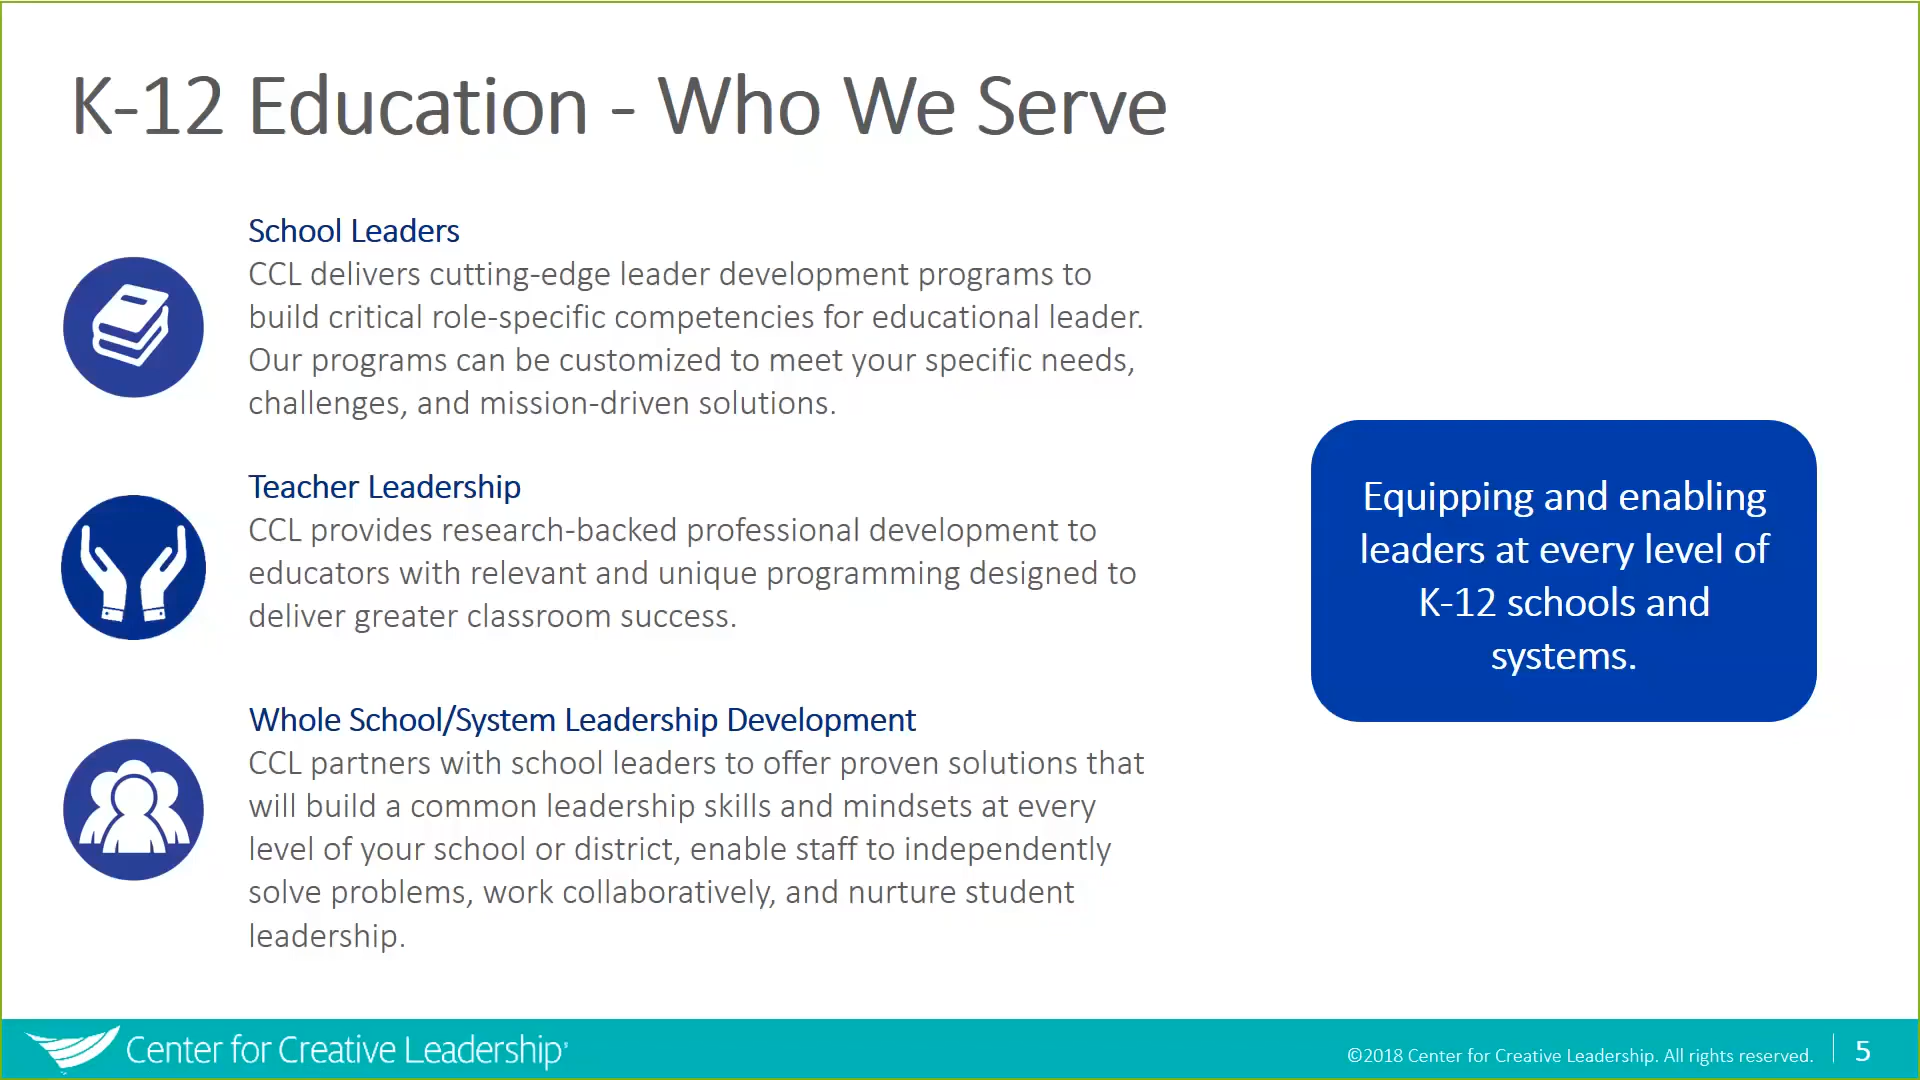 K-12 Education - Who We Serve
School Leaders
CCL delivers cutting-edge leader development programs to
build critical role-specific competencies for educational leader.
Our programs can be customized to meet your specific needs,
challenges, and mission-driven solutions.
Teacher Leadership
CCL provides research-backed professional development to
educators with relevant and unique programming designed to
deliver greater classroom success.
Whole School/System Leadership Development
CCL partners with school leaders to offer proven solutions that
will build a common leadership skills and mindsets at every
level of your school or district, enable staff to independently
solve problems, work collaboratively, and nurture student
leadership.
Equipping and enabling
leaders at every level of
K-12 schools and
systems.
Center for Creative Leadership®
©2018 Center for Creative Leadership. All rights reserved.
5